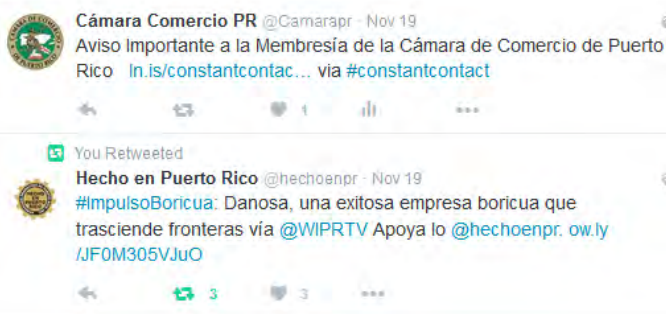 Cámara Comercio PR @Camarapr · Nov 19
Aviso Importante a la Membresía de la Cámara de Comercio de Puerto
Rico ln.is/constantcontac... via #constantcontact
1
You Retweeted
Hecho en Puerto Rico @hechoenpr · Nov 19
#ImpulsoBoricua: Danosa, una exitosa empresa boricua que
trasciende fronteras vía @WIPRTV Apoya lo @hechoenpr. ow.ly
/JF0M305VJuO
3 3